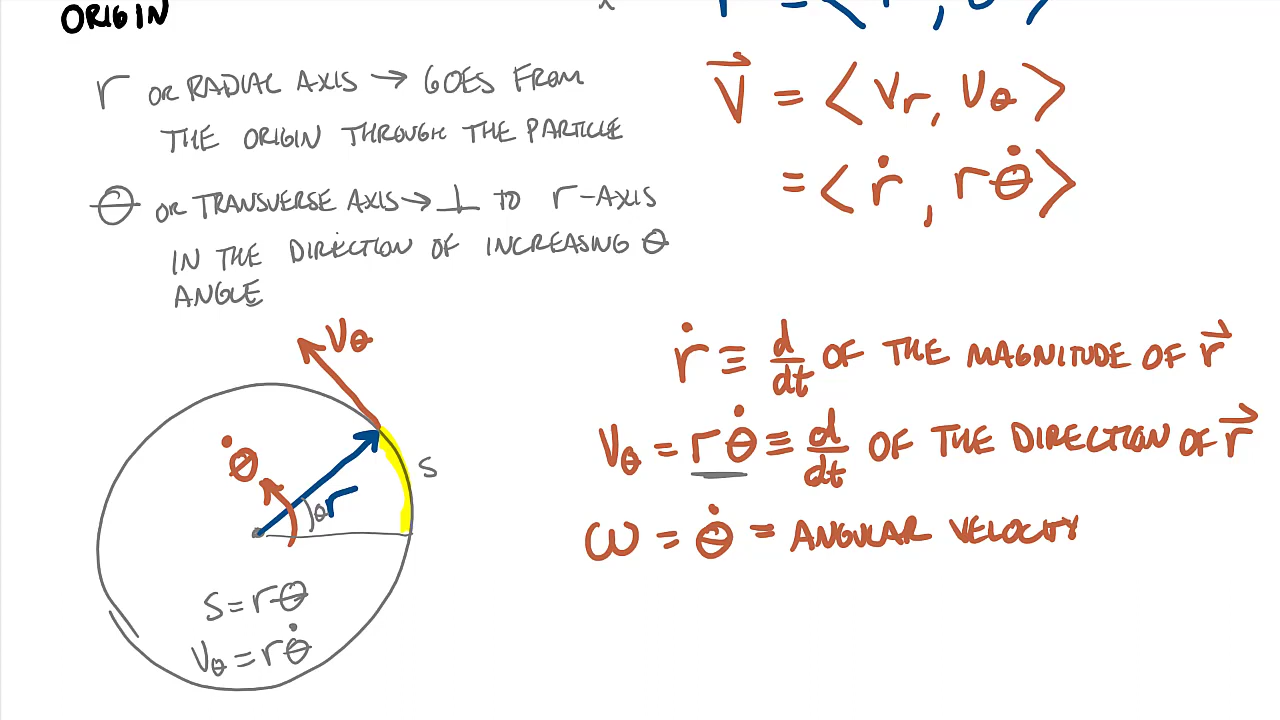 ORIGIN
r OR RADIAL AXIS → GOES FROM
THE ORIGIN THROUGH THE PARTICLE
θ OR TRANSVERSE AXIS → ⊥ TO r-AXIS
IN THE DIRECTION OF INCREASING θ
ANGLE
V⃗ = < Vr, Vθ >
= < ṙ, rθ̇ >
ṙ ≡ d/dt OF THE MAGNITUDE OF r⃗
Vθ = rθ̇ ≡ d/dt OF THE DIRECTION OF r⃗
ω = θ̇ = ANGULAR VELOCITY
Vθ
θ̇
S
θ
r
S = rθ
Vθ = rθ̇